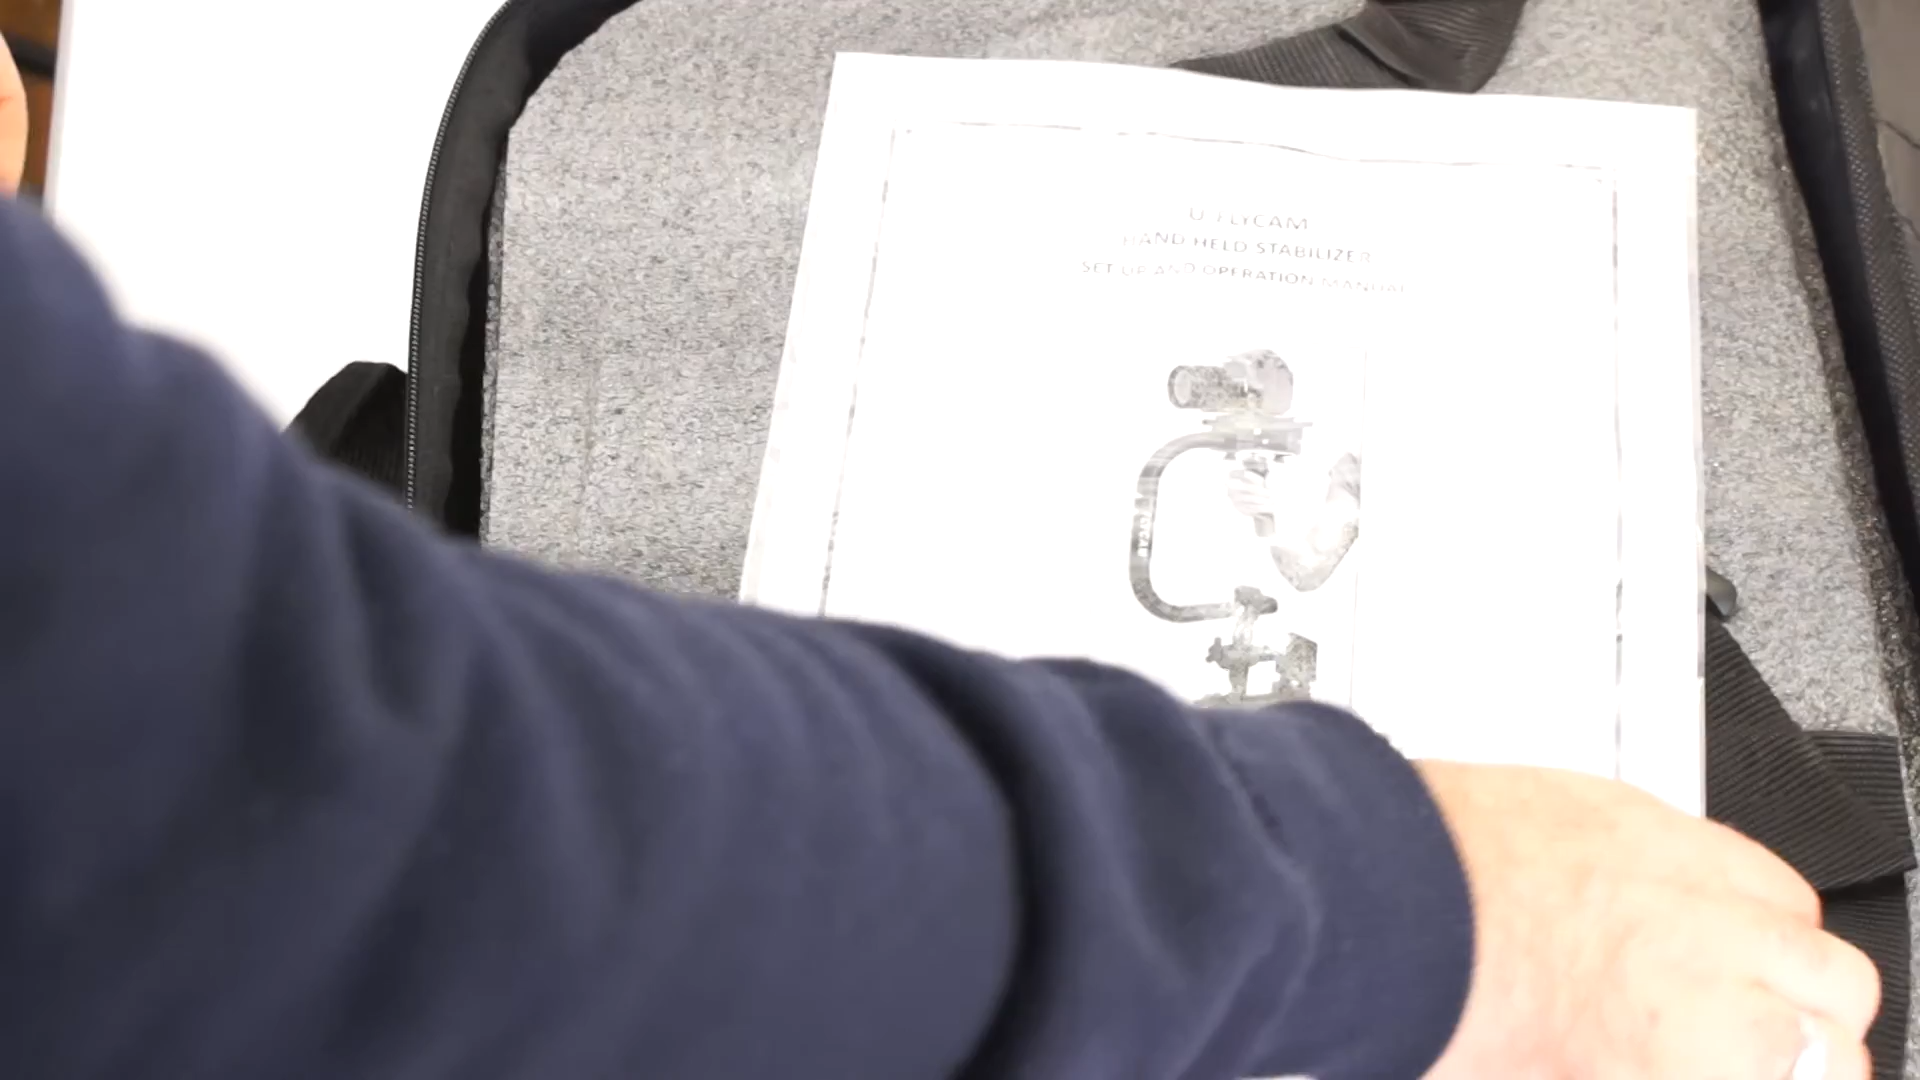 U FLYCAM
HAND HELD STABILIZER
SET UP AND OPERATION MANUAL